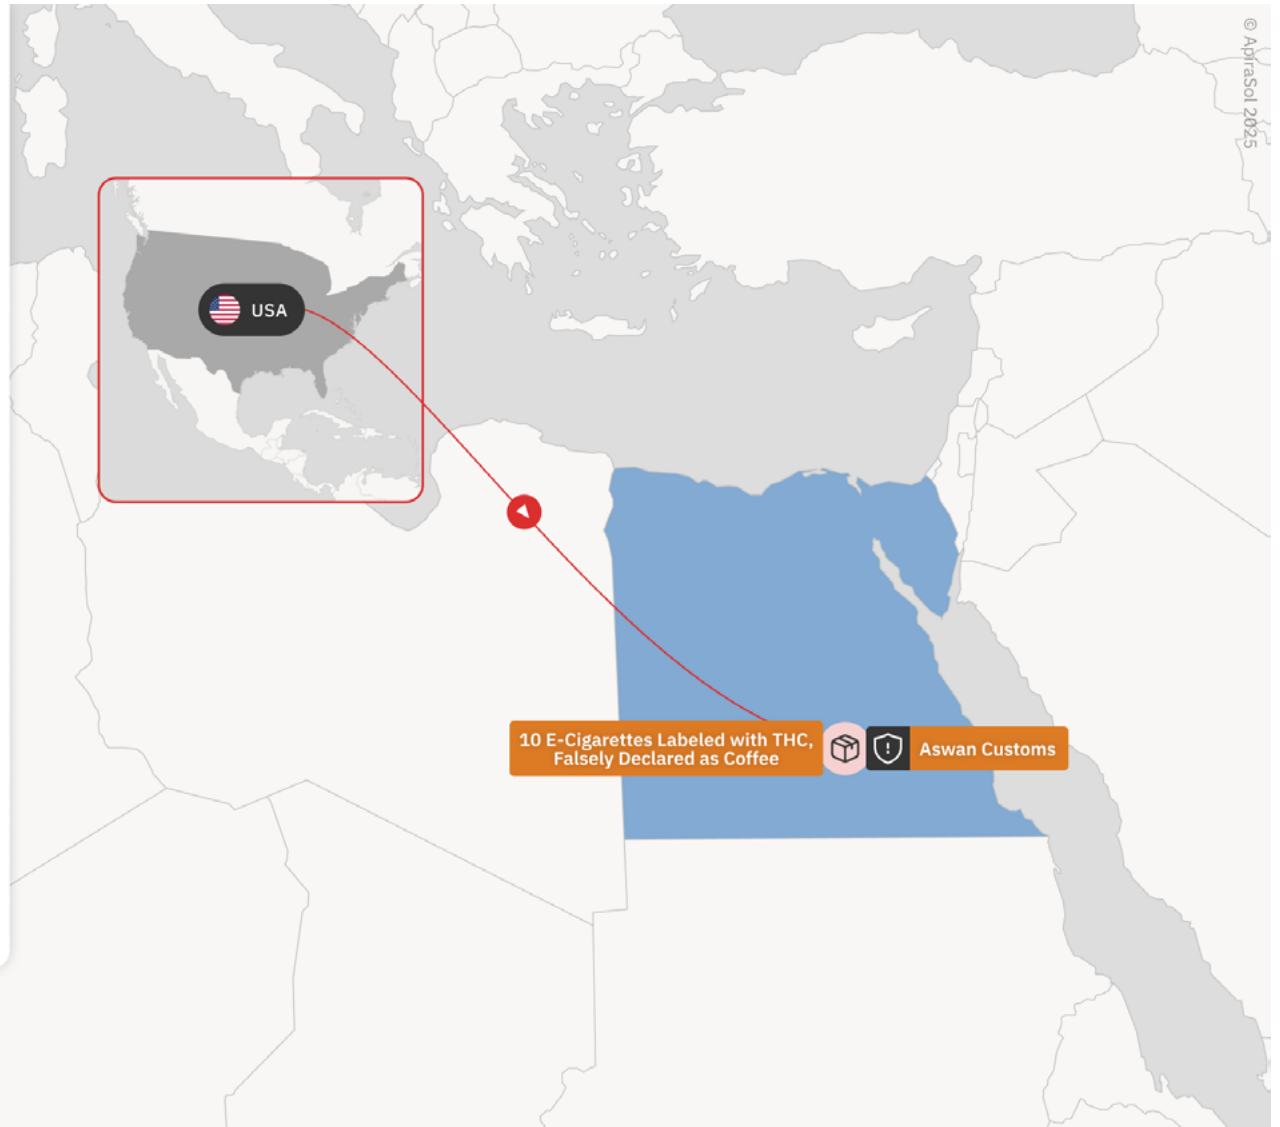 © ApiraSol 2025
USA
10 E-Cigarettes Labeled with THC,
Falsely Declared as Coffee
Aswan Customs